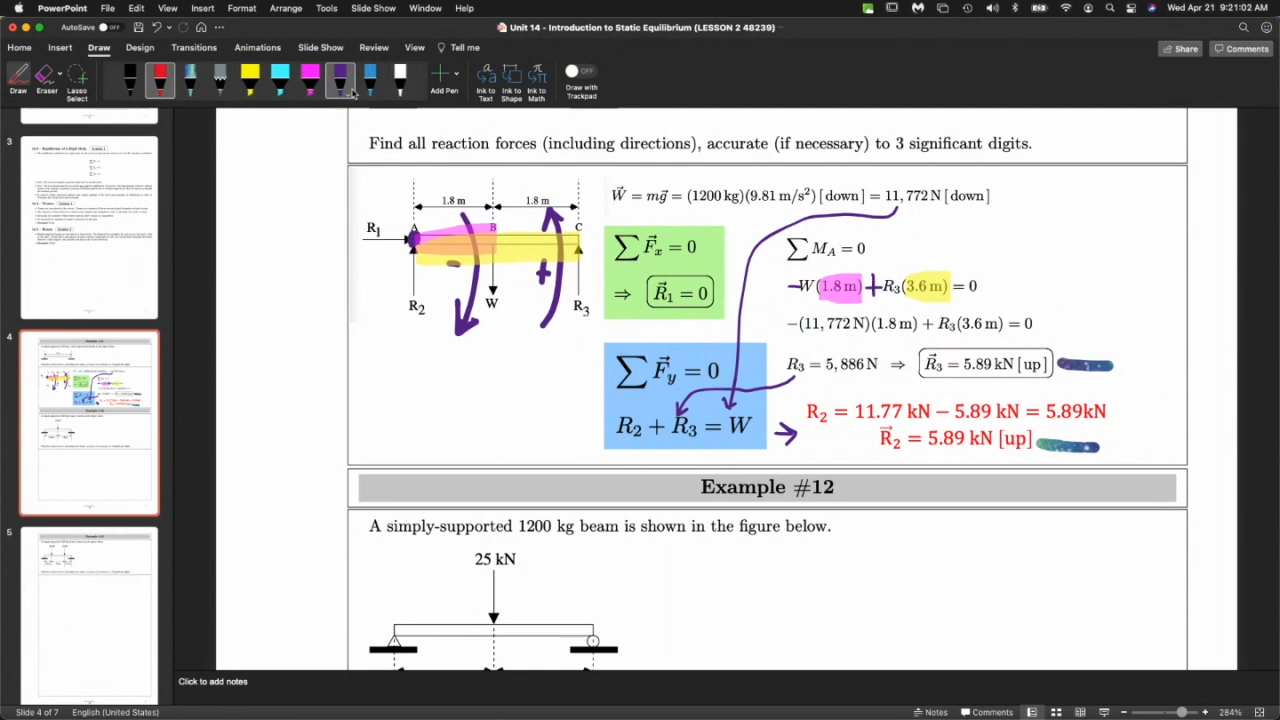 PowerPoint File Edit View Insert Format Arrange Tools Slide Show Window Help Wed Apr 21 9:21:02 AM
AutoSave OFF Unit 14 - Introduction to Static Equilibrium (LESSON 2 48239)
Home Insert Draw Design Transitions Animations Slide Show Review View Tell me Share Comments
Draw Eraser Lasso Select Add Pen Ink to Text Ink to Shape Ink to Math OFF Draw with Trackpad
3
4
5
Find all reaction forces (including directions), accurate (if necessary) to 3 significant digits.
1.8 m 1.8 m
A C
R₁
R₂ W R₃
- +
W⃗ = mg⃗ = (1200 kg)(9.81 m/s²) [down] = 11,772 N [down]
∑ F⃗ₓ = 0
⇒ R⃗₁ = 0
∑ M_A = 0
-W(1.8 m) + R₃(3.6 m) = 0
-(11,772 N)(1.8 m) + R₃(3.6 m) = 0
R₃ = 5,886 N ⇒ R⃗₃ = 5.89 kN [up]
∑ F⃗_y = 0
R₂ + R₃ = W
R₂ = 11.77 kN − 5.89 kN = 5.89kN
R⃗₂ = 5.89 kN [up]
Example #12
A simply-supported 1200 kg beam is shown in the figure below.
25 kN
Click to add notes
Slide 4 of 7 English (United States) Notes Comments 284%